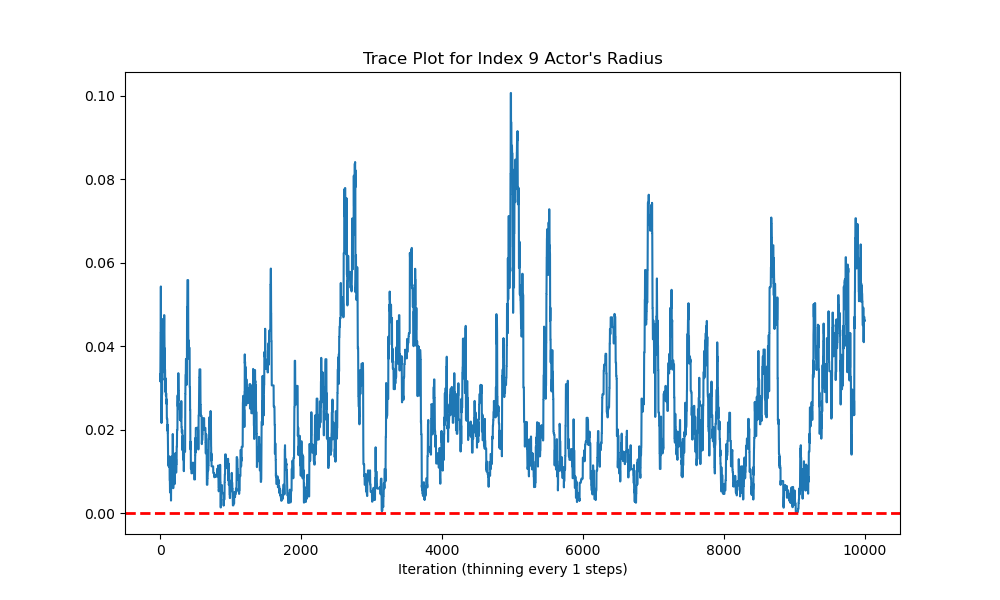 Trace Plot for Index 9 Actor's Radius
0.10
0.08
0.06
0.04
0.02
0.00
0 2000 4000 6000 8000 10000
Iteration (thinning every 1 steps)